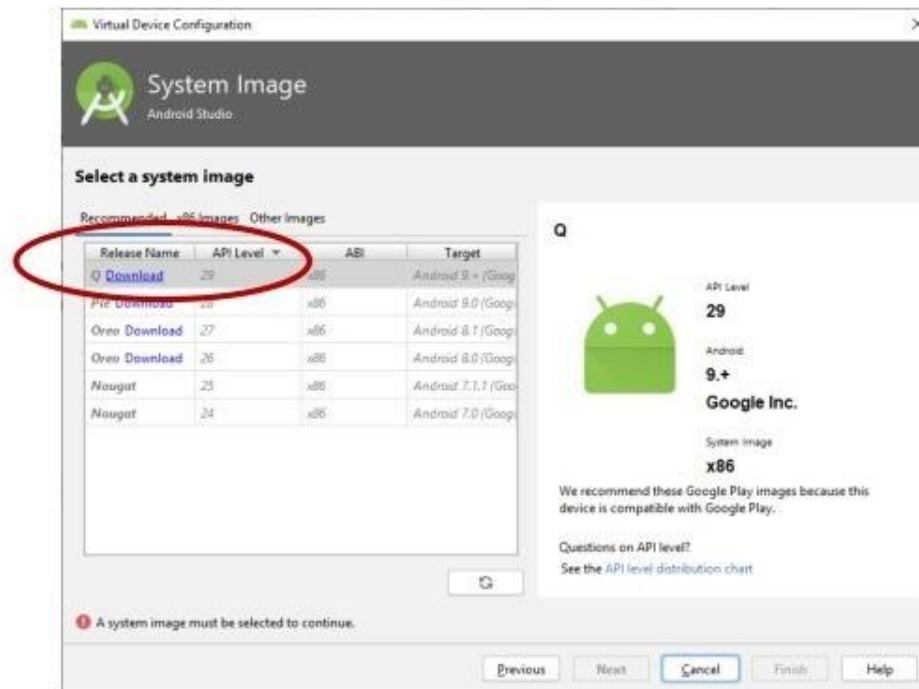 Virtual Device Configuration
System Image
Android Studio
Select a system image
Recommended x86 Images Other Images
Release Name API Level ABI Target
Q Download 29 x86 Android 9.+ (Goog
Pie Download 28 x86 Android 9.0 (Goog
Oreo Download 27 x86 Android 8.1 (Goog
Oreo Download 26 x86 Android 8.0 (Goog
Nougat 25 x86 Android 7.1.1 (Goo
Nougat 24 x86 Android 7.0 (Goog
Q
API Level
29
Android
9.+
Google Inc.
System Image
x86
We recommend these Google Play images because this
device is compatible with Google Play.
Questions on API level?
See the API level distribution chart
A system image must be selected to continue.
Previous Next Cancel Finish Help